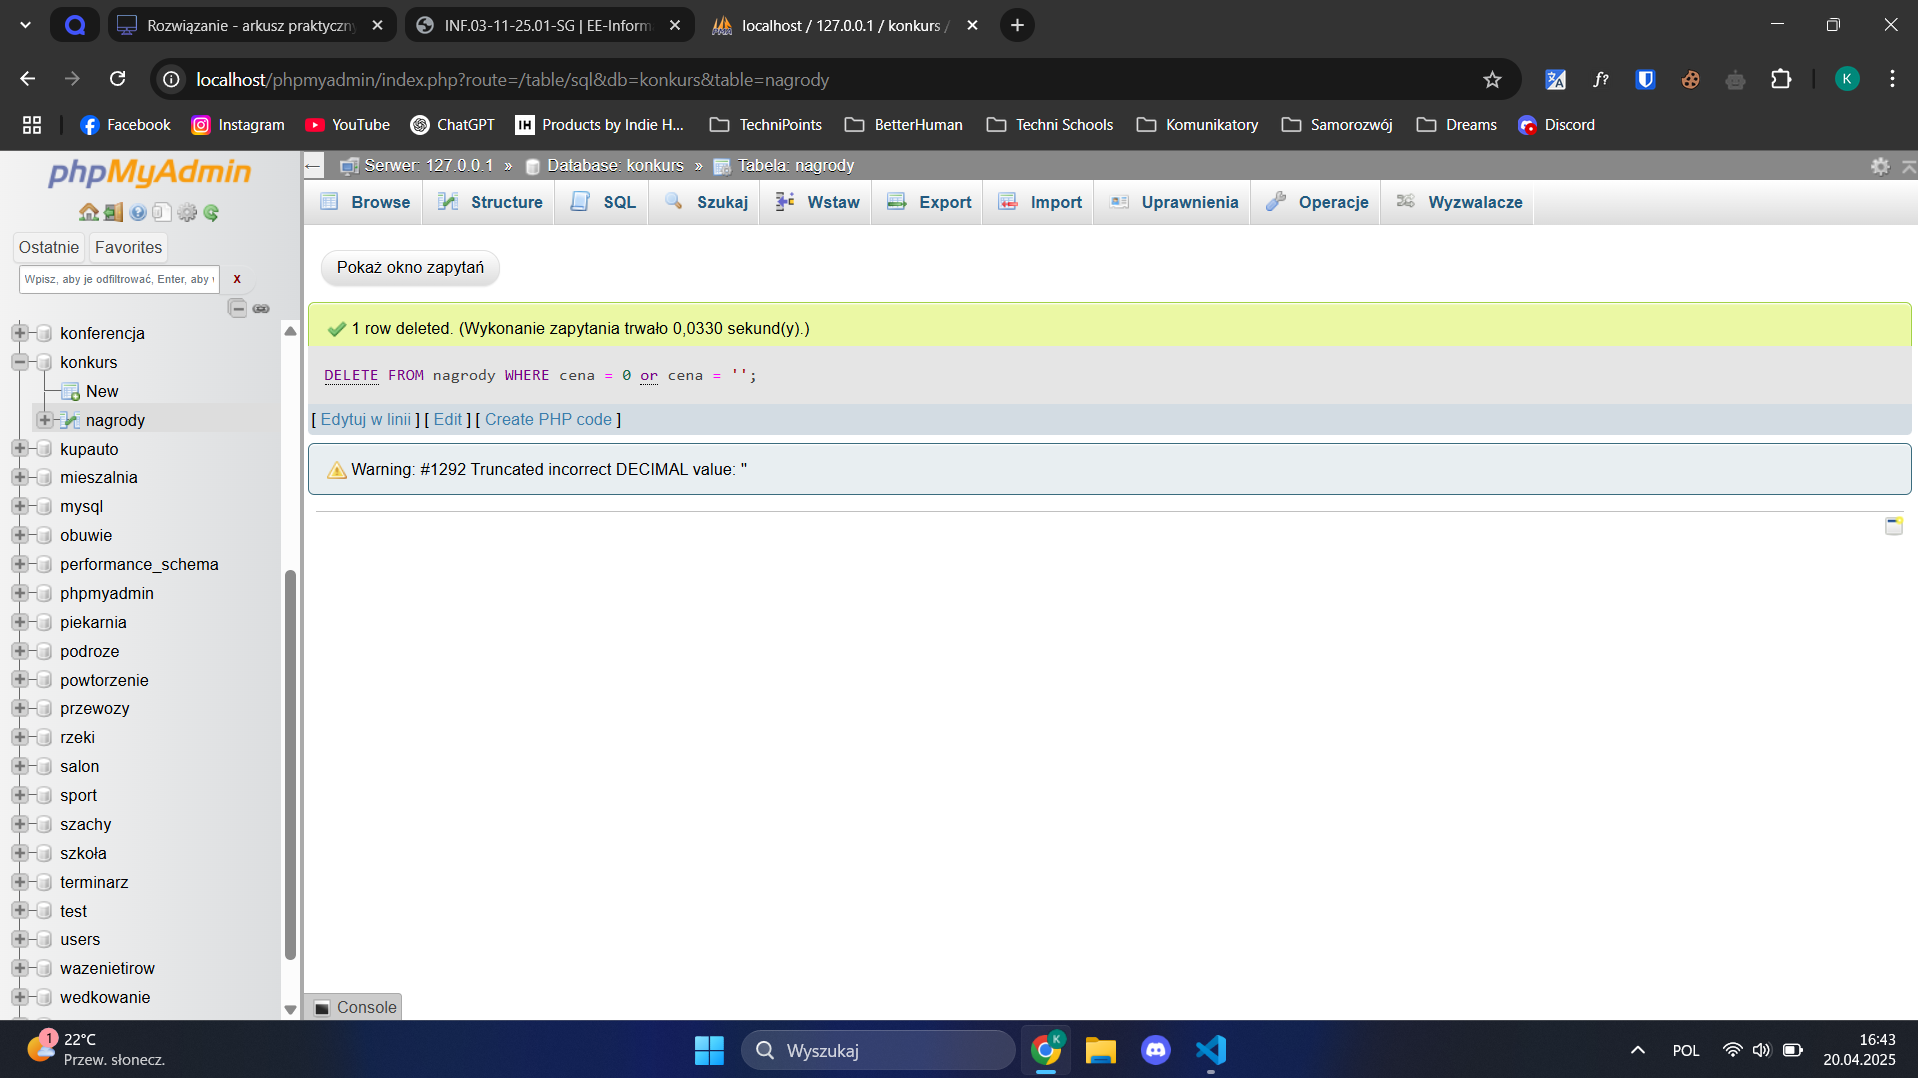 Rozwiązanie - arkusz praktyczny
INF.03-11-25.01-SG | EE-Inform
localhost / 127.0.0.1 / konkurs /
localhost/phpmyadmin/index.php?route=/table/sql&db=konkurs&table=nagrody
f?
K
Facebook
Instagram
YouTube
ChatGPT
IH Products by Indie H...
TechniPoints
BetterHuman
Techni Schools
Komunikatory
Samorozwój
Dreams
Discord
phpMyAdmin
Serwer: 127.0.0.1 » Database: konkurs » Tabela: nagrody
Browse
Structure
SQL
Szukaj
Wstaw
Export
Import
Uprawnienia
Operacje
Wyzwalacze
Ostatnie
Favorites
Wpisz, aby je odfiltrować, Enter, aby
X
konferencja
konkurs
New
nagrody
kupauto
mieszalnia
mysql
obuwie
performance_schema
phpmyadmin
piekarnia
podroze
powtorzenie
przewozy
rzeki
salon
sport
szachy
szkoła
terminarz
test
users
wazenietirow
wedkowanie
Pokaż okno zapytań
1 row deleted. (Wykonanie zapytania trwało 0,0330 sekund(y).)
DELETE FROM nagrody WHERE cena = 0 or cena = '';
[ Edytuj w linii ] [ Edit ] [ Create PHP code ]
Warning: #1292 Truncated incorrect DECIMAL value: ''
Console
1
22°C
Przew. słonecz.
Wyszukaj
K
POL
16:43
20.04.2025